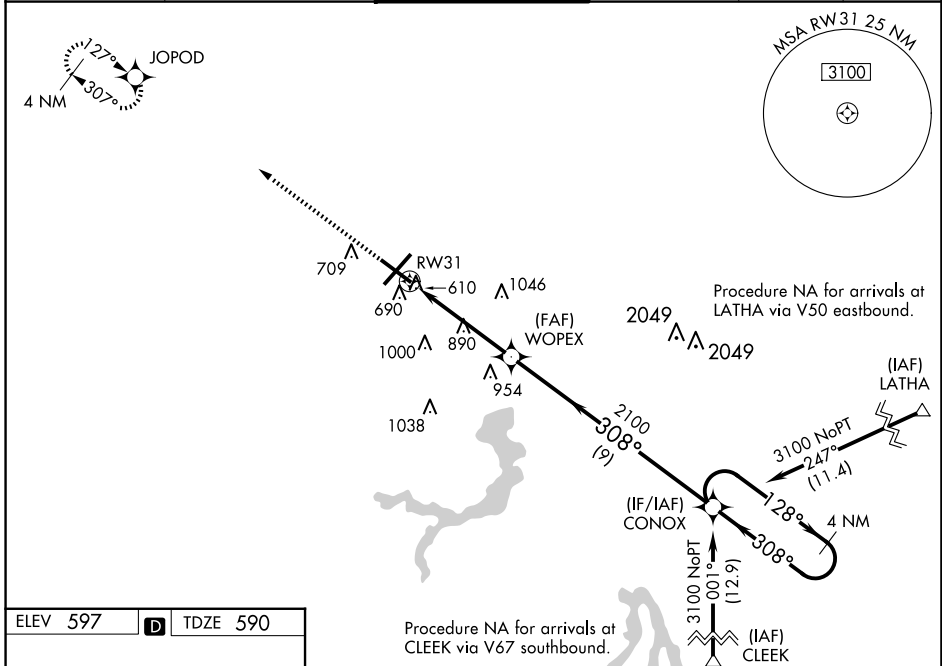 MSA RW31 25 NM
3100
JOPOD
127°
307°
4 NM
709
RW31
610
690
1046
Procedure NA for arrivals at
LATHA via V50 eastbound.
2049
2049
(FAF)
WOPEX
890
1000
954
1038
(IAF)
LATHA
3100 NoPT
247°
(11.4)
2100
308°
(9)
(IF/IAF)
CONOX
128°
4 NM
308°
3100 NoPT
001°
(12.9)
ELEV 597
D
TDZE 590
Procedure NA for arrivals at
CLEEK via V67 southbound.
(IAF)
CLEEK